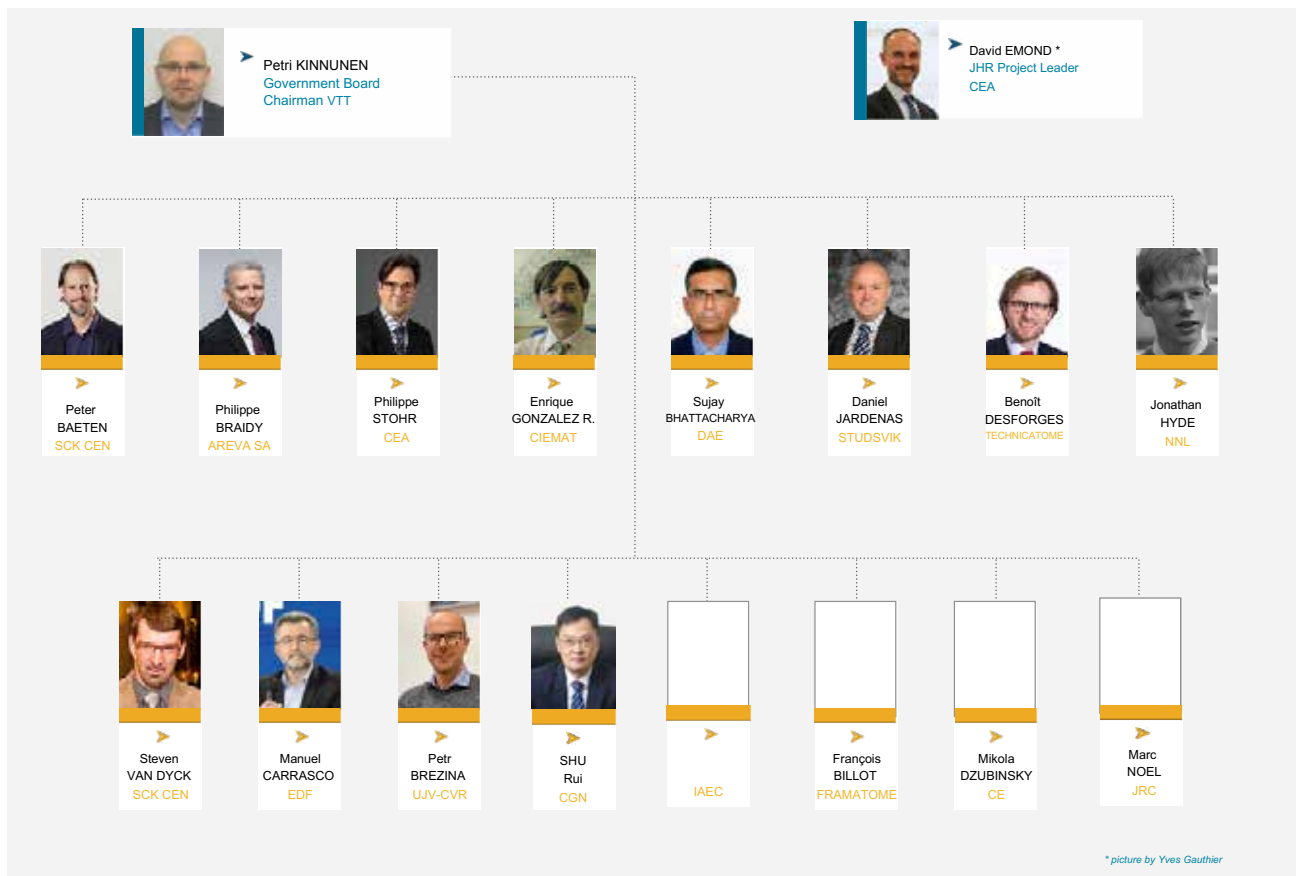 Petri KINNUNEN
Government Board
Chairman VTT
David EMOND *
JHR Project Leader
CEA
Peter
BAETEN
SCK CEN
Philippe
BRAIDY
AREVA SA
Philippe
STOHR
CEA
Enrique
GONZALEZ R.
CIEMAT
Sujay
BHATTACHARYA
DAE
Daniel
JARDENAS
STUDSVIK
Benoît
DESFORGES
TECHNICATOME
Jonathan
HYDE
NNL
Steven
VAN DYCK
SCK CEN
Manuel
CARRASCO
EDF
Petr
BREZINA
UJV-CVR
SHU
Rui
CGN
IAEC
François
BILLOT
FRAMATOME
Mikola
DZUBINSKY
CE
Marc
NOEL
JRC
* picture by Yves Gauthier